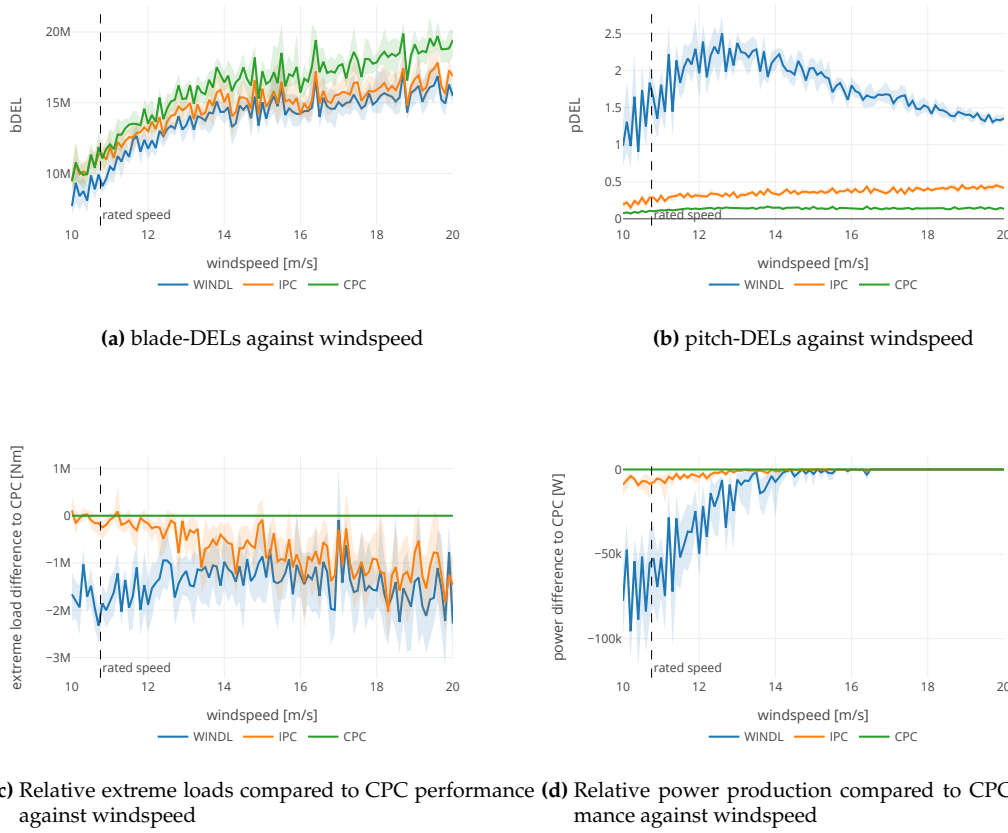 20M
15M
10M
bDEL
rated speed
10 12 14 16 18 20
windspeed [m/s]
WINDL IPC CPC
(a) blade-DELs against windspeed
2.5
2
1.5
1
0.5
0
pDEL
rated speed
10 12 14 16 18 20
windspeed [m/s]
WINDL IPC CPC
(b) pitch-DELs against windspeed
1M
0
−1M
−2M
−3M
extreme load difference to CPC [Nm]
rated speed
10 12 14 16 18 20
windspeed [m/s]
WINDL IPC CPC
c) Relative extreme loads compared to CPC performance
against windspeed
0
−50k
−100k
power difference to CPC [W]
rated speed
10 12 14 16 18 20
windspeed [m/s]
WINDL IPC CPC
(d) Relative power production compared to CPC
mance against windspeed